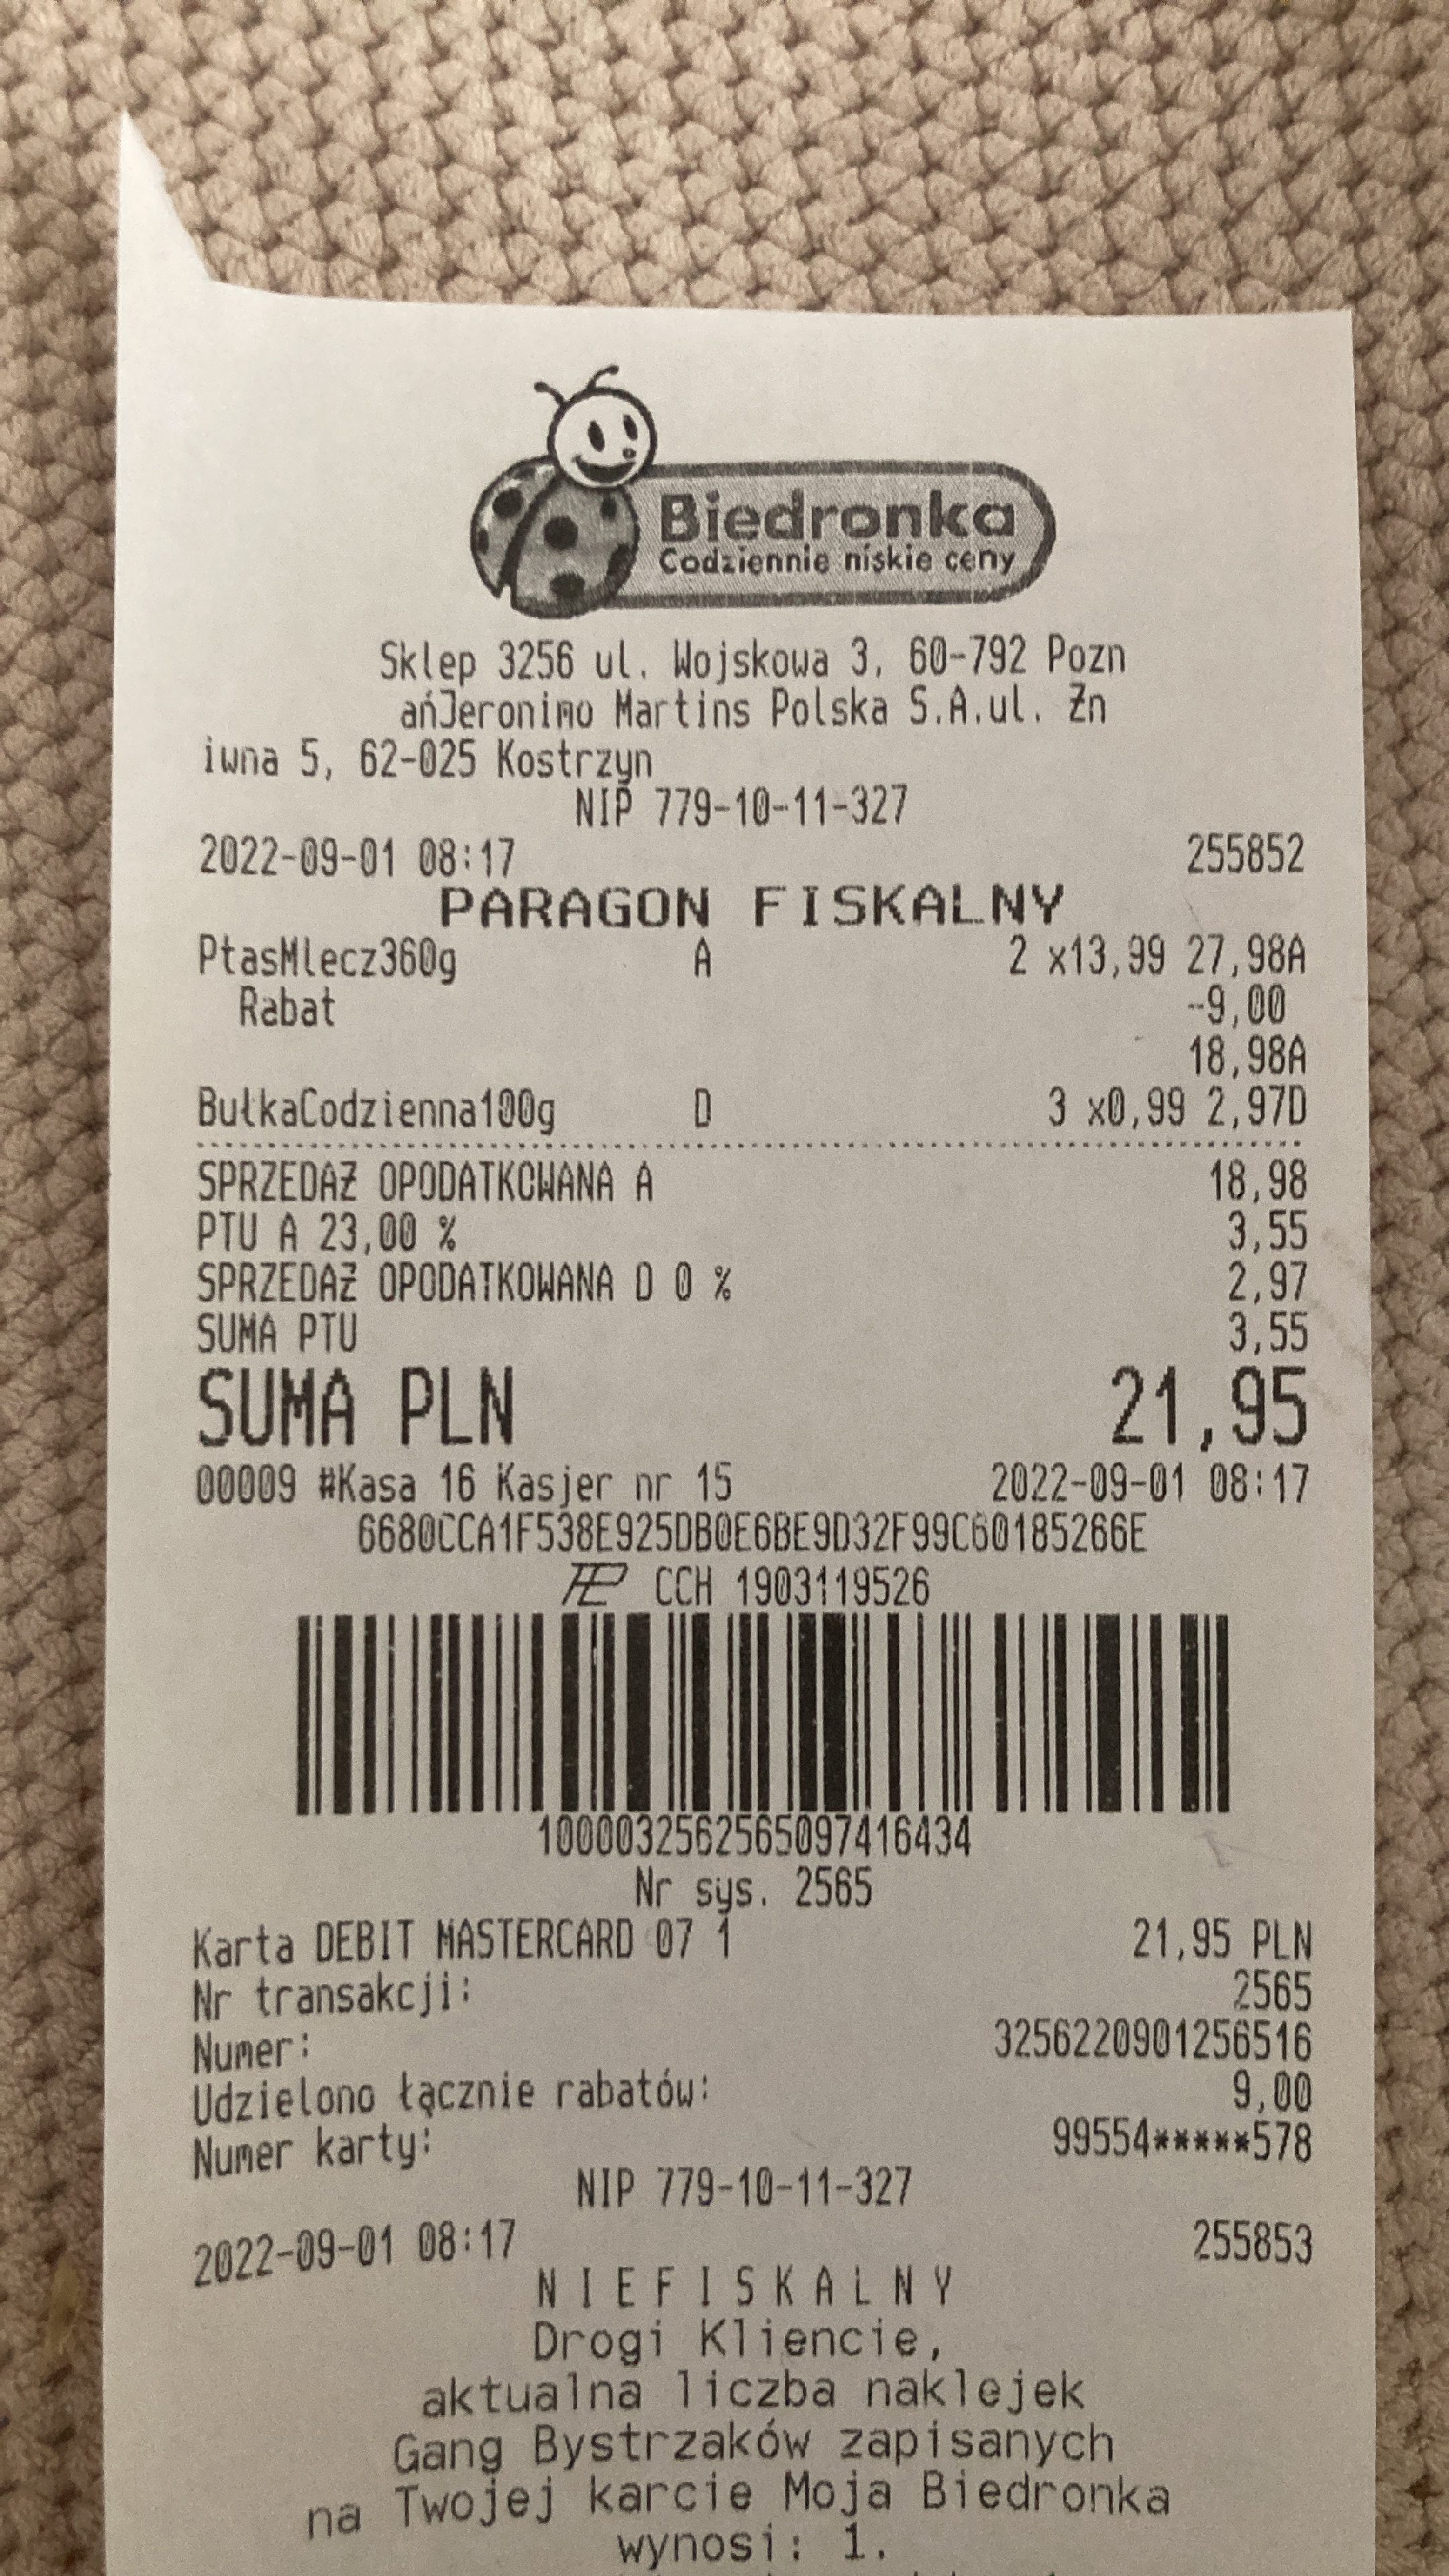 Biedronka
Codziennie niskie ceny
Sklep 3256 ul. Wojskowa 3, 60-792 Pozn
ańJeronimo Martins Polska S.A.ul. Żn
iwna 5, 62-025 Kostrzyn
NIP 779-10-11-327
2022-09-01 08:17 255852
PARAGON FISKALNY
PtasMlecz360g A 2 x13,99 27,98A
Rabat -9,00
18,98A
BułkaCodzienna100g D 3 x0,99 2,97D
SPRZEDAŻ OPODATKOWANA A 18,98
PTU A 23,00 % 3,55
SPRZEDAŻ OPODATKOWANA D 0 % 2,97
SUMA PTU 3,55
SUMA PLN 21,95
00009 #Kasa 16 Kasjer nr 15 2022-09-01 08:17
6680CCA1F538E925DB0E6BE9D32F99C60185266E
CCH 1903119526
1000032562565097416434
Nr sys. 2565
Karta DEBIT MASTERCARD 07 1 21,95 PLN
Nr transakcji: 2565
Numer: 3256220901256516
Udzielono łącznie rabatów: 9,00
Numer karty: 99554*****578
NIP 779-10-11-327
2022-09-01 08:17 255853
NIEFISKALNY
Drogi Kliencie,
aktualna liczba naklejek
Gang Bystrzaków zapisanych
na Twojej karcie Moja Biedronka
wynosi: 1.